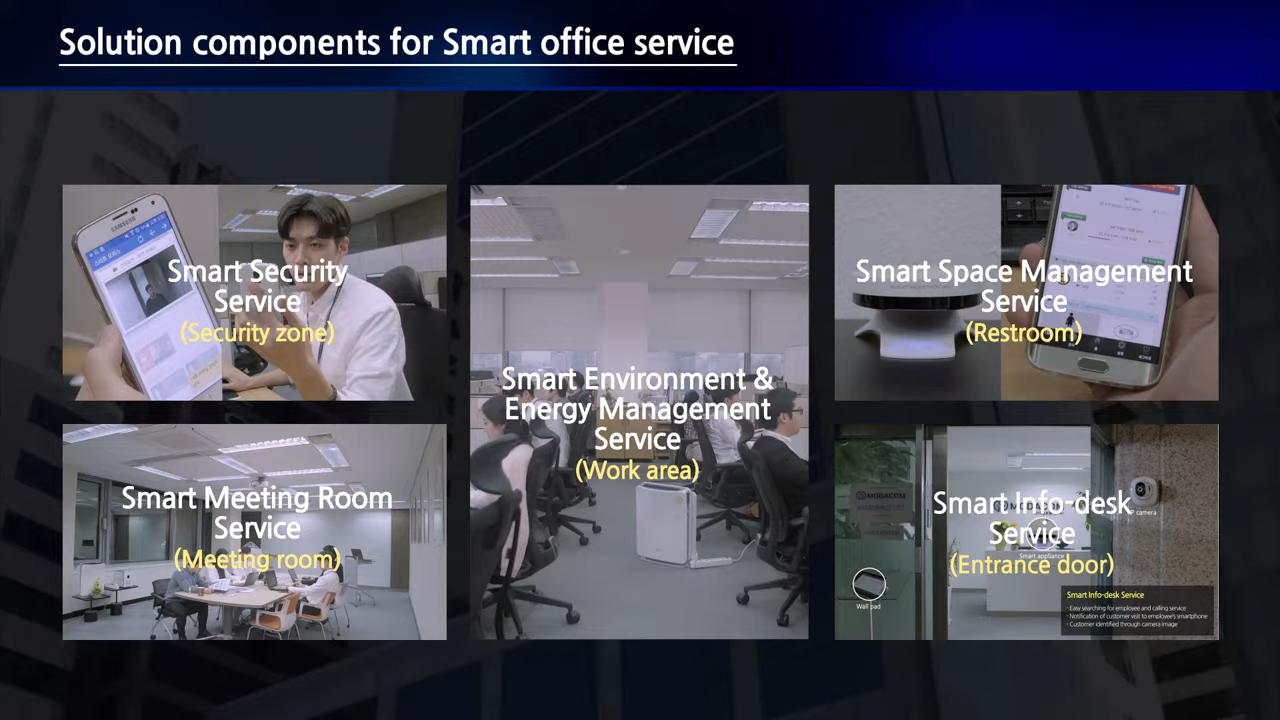 Solution components for Smart office service
SAMSUNG
Smart Security
Service
(Security zone)
Smart Environment &
Energy Management
Service
(Work area)
Smart Space Management
Service
(Restroom)
Smart Meeting Room
Service
(Meeting room)
MODACOM
Smart Info-desk
Service
(Entrance door)
camera
Smart appliance
Wall pad
Smart Info-desk Service
- Easy searching for employee and calling service
- Notification of customer visit to employee's smartphone
- Customer identified through camera image